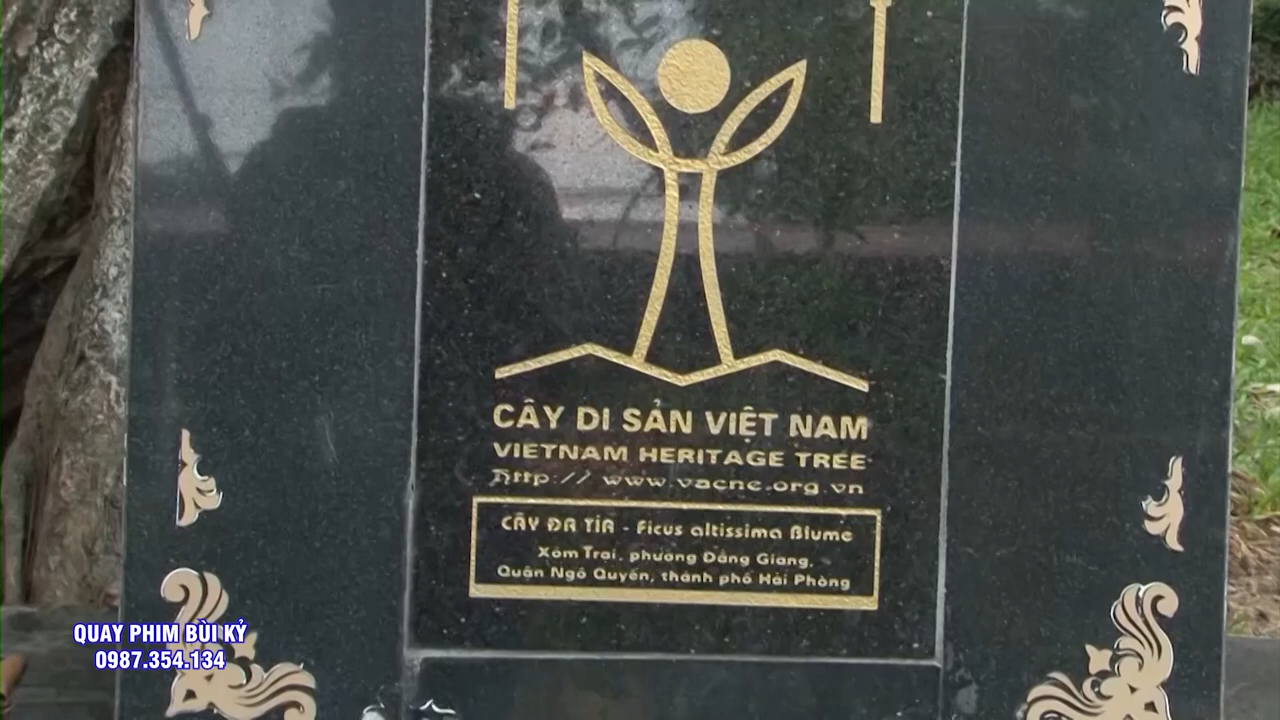 CÂY DI SẢN VIỆT NAM
VIETNAM HERITAGE TREE
http://www.vacne.org.vn
CÂY ĐA TÍA - Ficus altissima Blume
Xóm Trại, phường Đằng Giang,
Quận Ngô Quyền, thành phố Hải Phòng
QUAY PHIM BÙI KỶ
0987.354.134